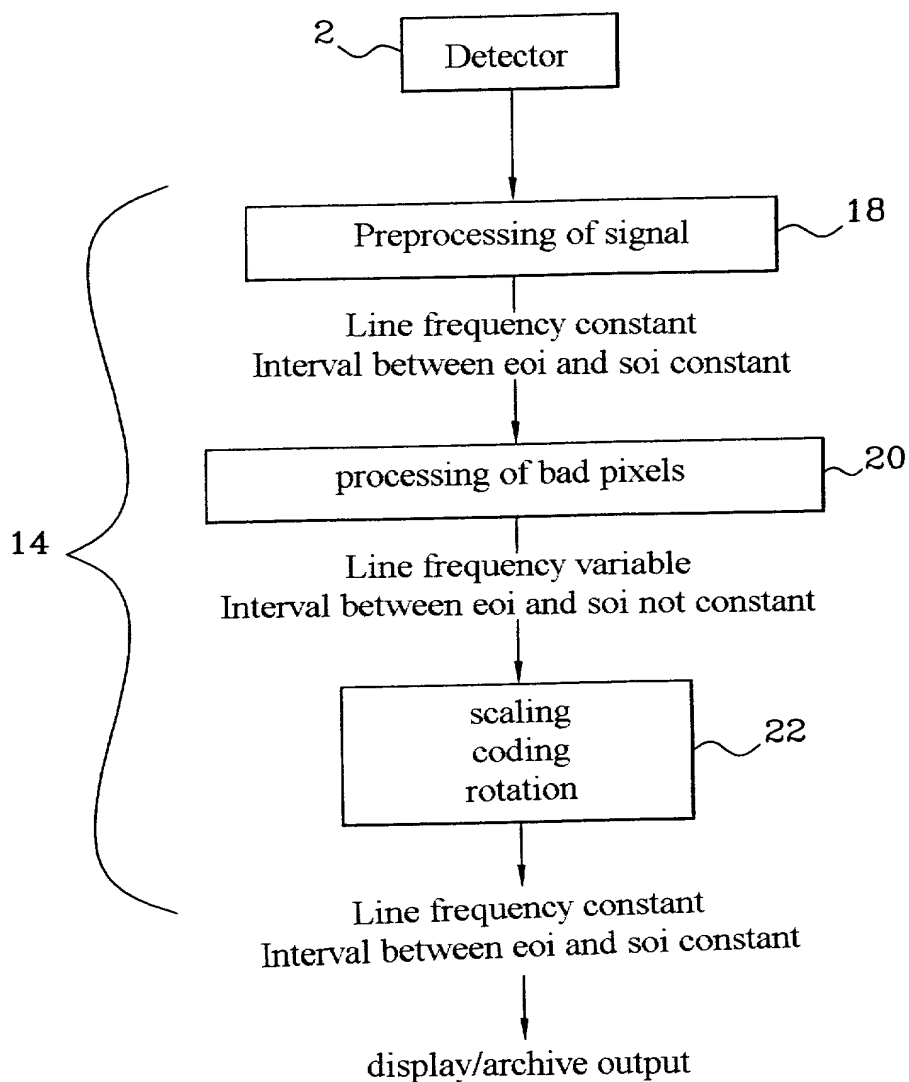 2
Detector
Preprocessing of signal
18
Line frequency constant
Interval between eoi and soi constant
processing of bad pixels
20
14
Line frequency variable
Interval between eoi and soi not constant
scaling
coding
rotation
22
Line frequency constant
Interval between eoi and soi constant
display/archive output